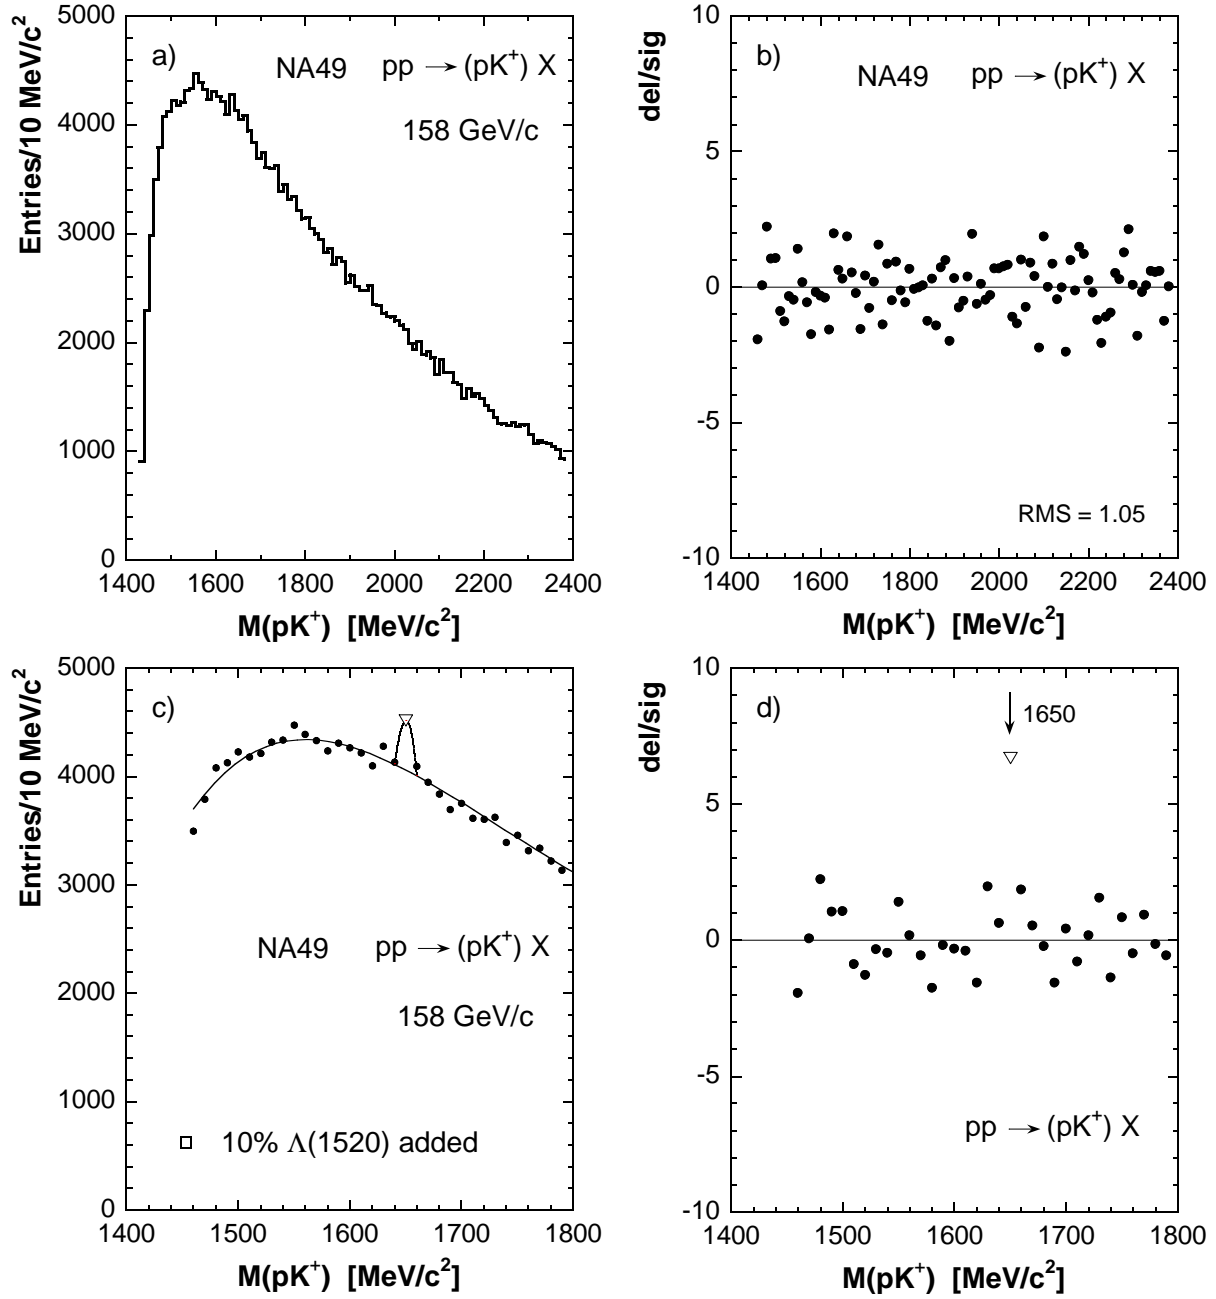 a)
NA49 pp → (pK⁺) X
158 GeV/c
Entries/10 MeV/c²
5000
4000
3000
2000
1000
0
1400 1600 1800 2000 2200 2400
M(pK⁺) [MeV/c²]
b)
NA49 pp → (pK⁺) X
del/sig
10
5
0
-5
-10
RMS = 1.05
1400 1600 1800 2000 2200 2400
M(pK⁺) [MeV/c²]
c)
Entries/10 MeV/c²
5000
4000
3000
2000
1000
0
NA49 pp → (pK⁺) X
158 GeV/c
10% Λ(1520) added
1400 1500 1600 1700 1800
M(pK⁺) [MeV/c²]
d)
del/sig
10
5
0
-5
-10
1650
pp → (pK⁺) X
1400 1500 1600 1700 1800
M(pK⁺) [MeV/c²]